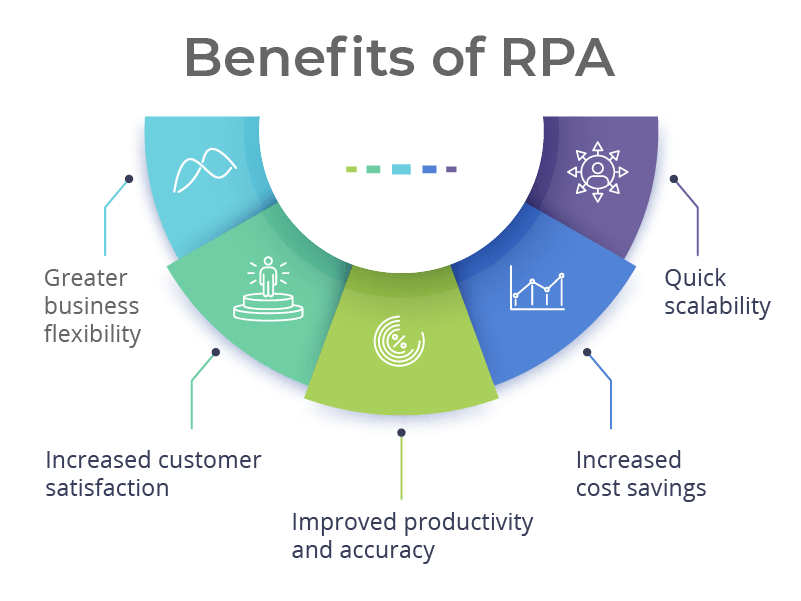 Benefits of RPA
%
Greater
business
flexibility
Increased customer
satisfaction
Improved productivity
and accuracy
Increased
cost savings
Quick
scalability